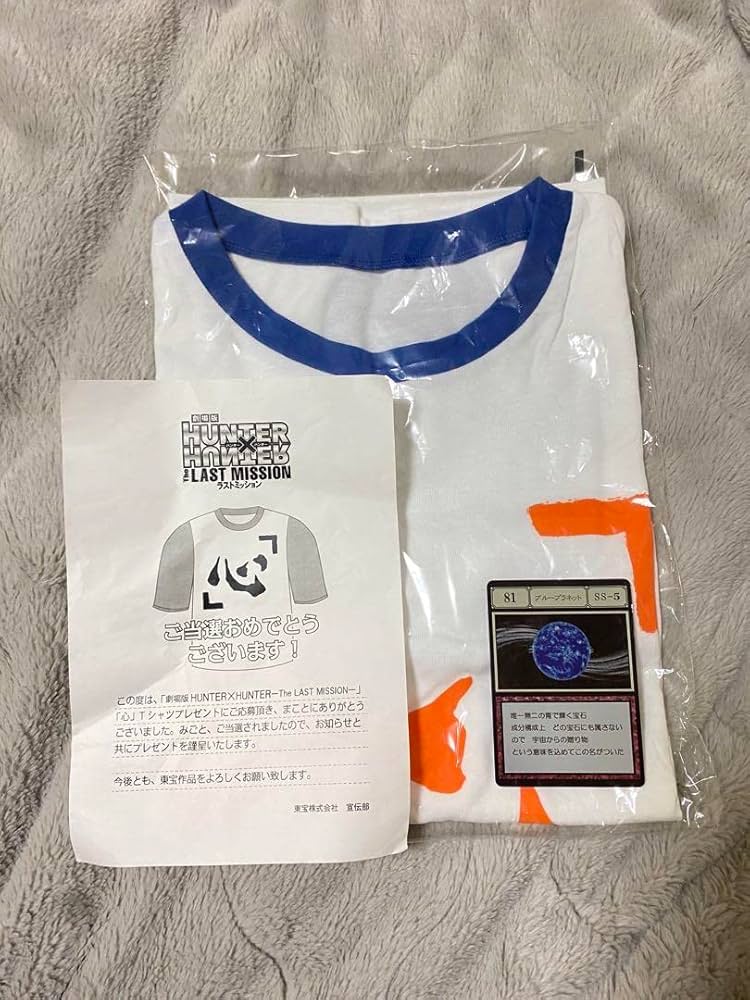 劇場版
HUNTER×HUNTER
The LAST MISSION
ラストミッション
心
ご当選おめでとう
ございます！
この度は、「劇場版 HUNTER×HUNTER－The LAST MISSION－」
「心」Tシャツプレゼントにご応募頂き、まことにありがとう
ございました。みごと、ご当選されましたので、お知らせと
共にプレゼントを謹呈いたします。
今後とも、東宝作品をよろしくお願い致します。
東宝株式会社 宣伝部
81 ブループラネット SS-5
唯一無二の青で輝く宝石
成分構成上 どの宝石にも属さない
ので 宇宙からの贈り物
という意味を込めてこの名がついた